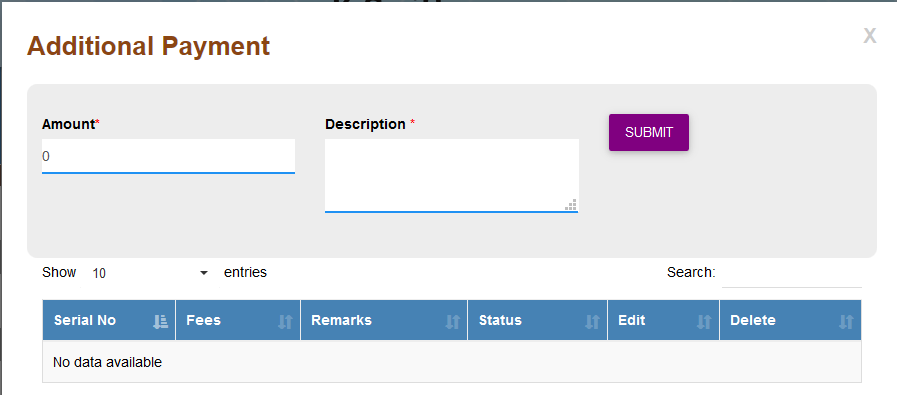 Additional Payment
X
Amount*
Description *
SUBMIT
0
Show 10 entries
Search:
Serial No Fees Remarks Status Edit Delete
No data available